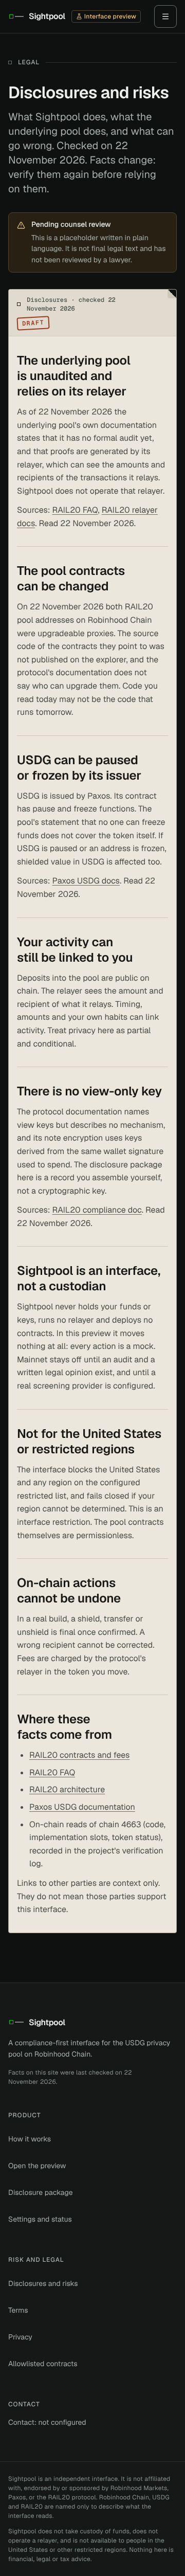 Sightpool
Interface preview
LEGAL
Disclosures and risks
What Sightpool does, what the
underlying pool does, and what can
go wrong. Checked on 22
November 2026. Facts change:
verify them again before relying
on them.
Pending counsel review
This is a placeholder written in plain
language. It is not final legal text and has
not been reviewed by a lawyer.
Disclosures · checked 22
November 2026
DRAFT
The underlying pool
is unaudited and
relies on its relayer
As of 22 November 2026 the
underlying pool's own documentation
states that it has no formal audit yet,
and that proofs are generated by its
relayer, which can see the amounts and
recipients of the transactions it relays.
Sightpool does not operate that relayer.
Sources: RAIL20 FAQ, RAIL20 relayer
docs. Read 22 November 2026.
The pool contracts
can be changed
On 22 November 2026 both RAIL20
pool addresses on Robinhood Chain
were upgradeable proxies. The source
code of the contracts they point to was
not published on the explorer, and the
protocol's documentation does not
say who can upgrade them. Code you
read today may not be the code that
runs tomorrow.
USDG can be paused
or frozen by its issuer
USDG is issued by Paxos. Its contract
has pause and freeze functions. The
pool's statement that no one can freeze
funds does not cover the token itself. If
USDG is paused or an address is frozen,
shielded value in USDG is affected too.
Sources: Paxos USDG docs. Read 22
November 2026.
Your activity can
still be linked to you
Deposits into the pool are public on
chain. The relayer sees the amount and
recipient of what it relays. Timing,
amounts and your own habits can link
activity. Treat privacy here as partial
and conditional.
There is no view-only key
The protocol documentation names
view keys but describes no mechanism,
and its note encryption uses keys
derived from the same wallet signature
used to spend. The disclosure package
here is a record you assemble yourself,
not a cryptographic key.
Sources: RAIL20 compliance doc. Read
22 November 2026.
Sightpool is an interface,
not a custodian
Sightpool never holds your funds or
keys, runs no relayer and deploys no
contracts. In this preview it moves
nothing at all: every action is a mock.
Mainnet stays off until an audit and a
written legal opinion exist, and until a
real screening provider is configured.
Not for the United States
or restricted regions
The interface blocks the United States
and any region on the configured
restricted list, and fails closed if your
region cannot be determined. This is an
interface restriction. The pool contracts
themselves are permissionless.
On-chain actions
cannot be undone
In a real build, a shield, transfer or
unshield is final once confirmed. A
wrong recipient cannot be corrected.
Fees are charged by the protocol's
relayer in the token you move.
Where these
facts come from
• RAIL20 contracts and fees
• RAIL20 FAQ
• RAIL20 architecture
• Paxos USDG documentation
• On-chain reads of chain 4663 (code,
implementation slots, token status),
recorded in the project's verification
log.
Links to other parties are context only.
They do not mean those parties support
this interface.
Sightpool
A compliance-first interface for the USDG privacy
pool on Robinhood Chain.
Facts on this site were last checked on 22
November 2026.
PRODUCT
How it works
Open the preview
Disclosure package
Settings and status
RISK AND LEGAL
Disclosures and risks
Terms
Privacy
Allowlisted contracts
CONTACT
Contact: not configured
Sightpool is an independent interface. It is not affiliated
with, endorsed by or sponsored by Robinhood Markets,
Paxos, or the RAIL20 protocol. Robinhood Chain, USDG
and RAIL20 are named only to describe what the
interface reads.
Sightpool does not take custody of funds, does not
operate a relayer, and is not available to people in the
United States or other restricted regions. Nothing here is
financial, legal or tax advice.